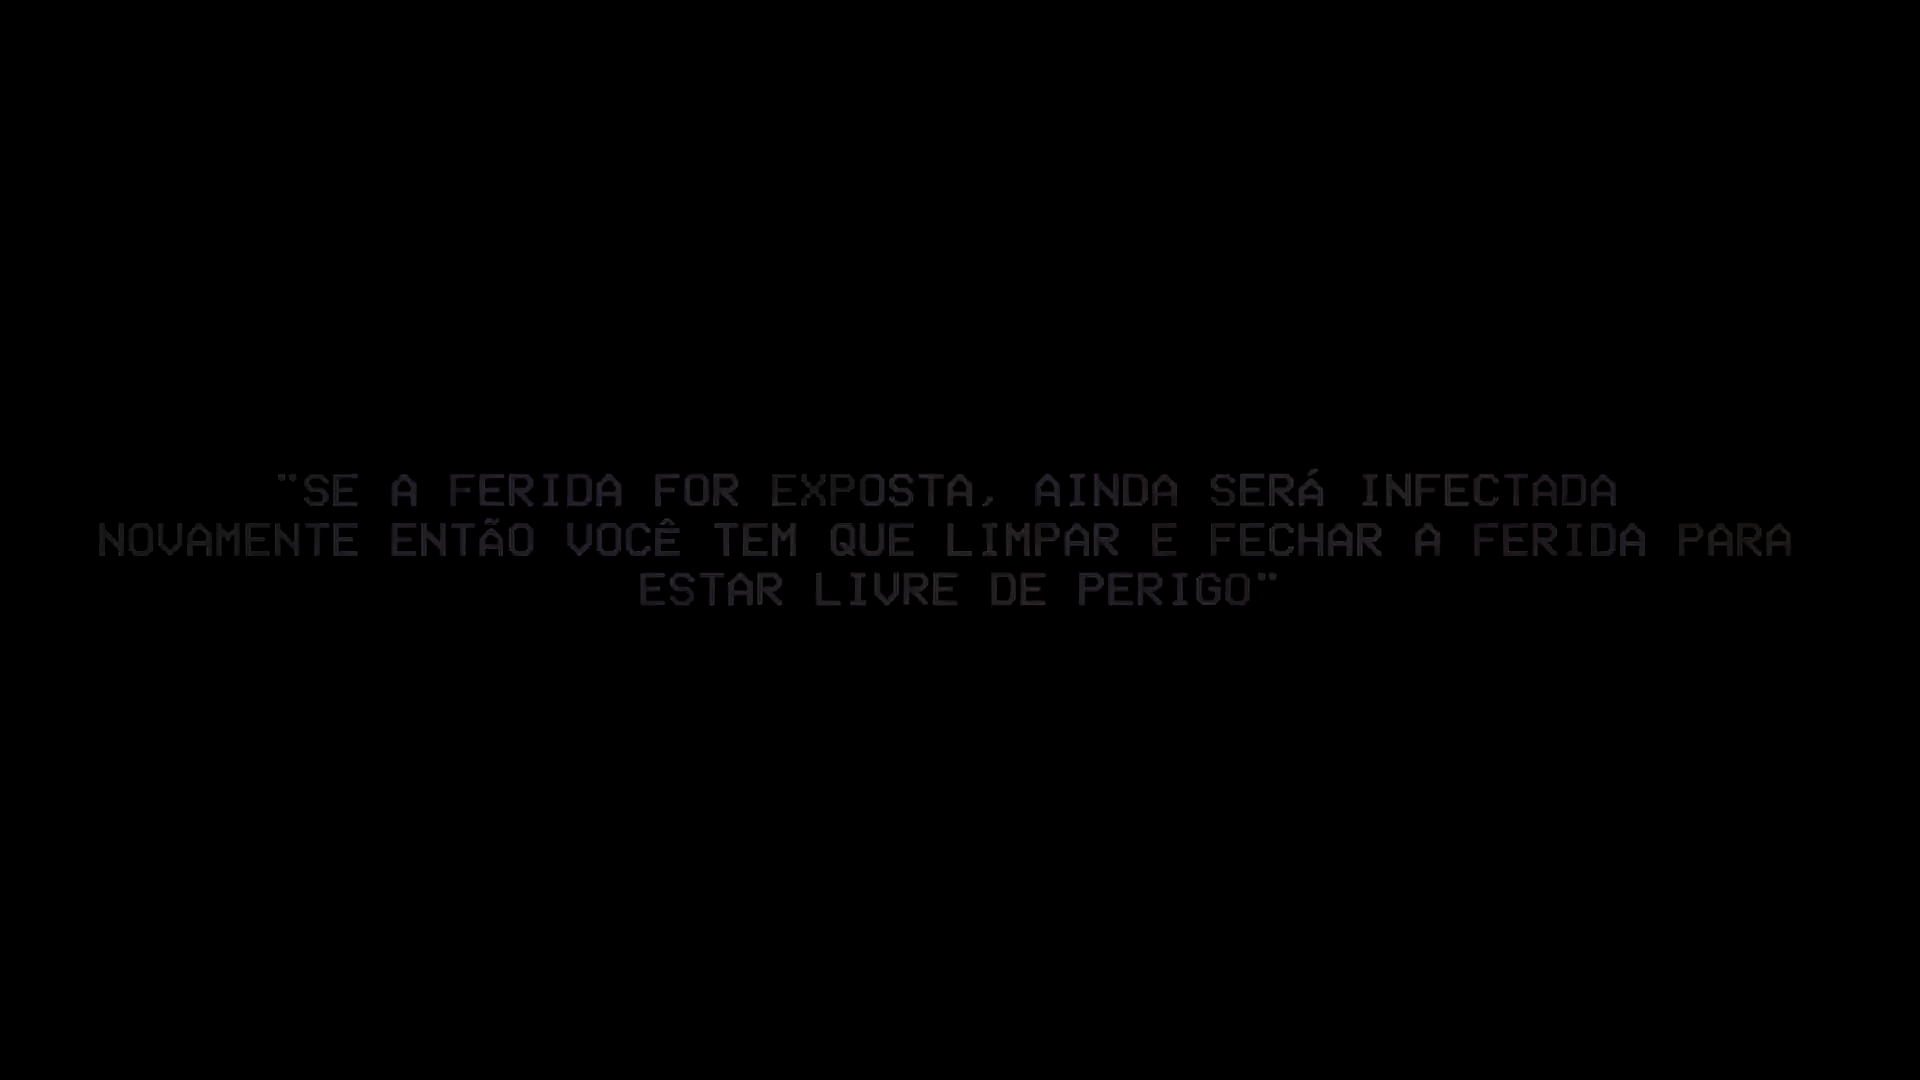 "SE A FERIDA FOR EXPOSTA, AINDA SERÁ INFECTADA
NOVAMENTE ENTÃO VOCÊ TEM QUE LIMPAR E FECHAR A FERIDA PARA
ESTAR LIVRE DE PERIGO"